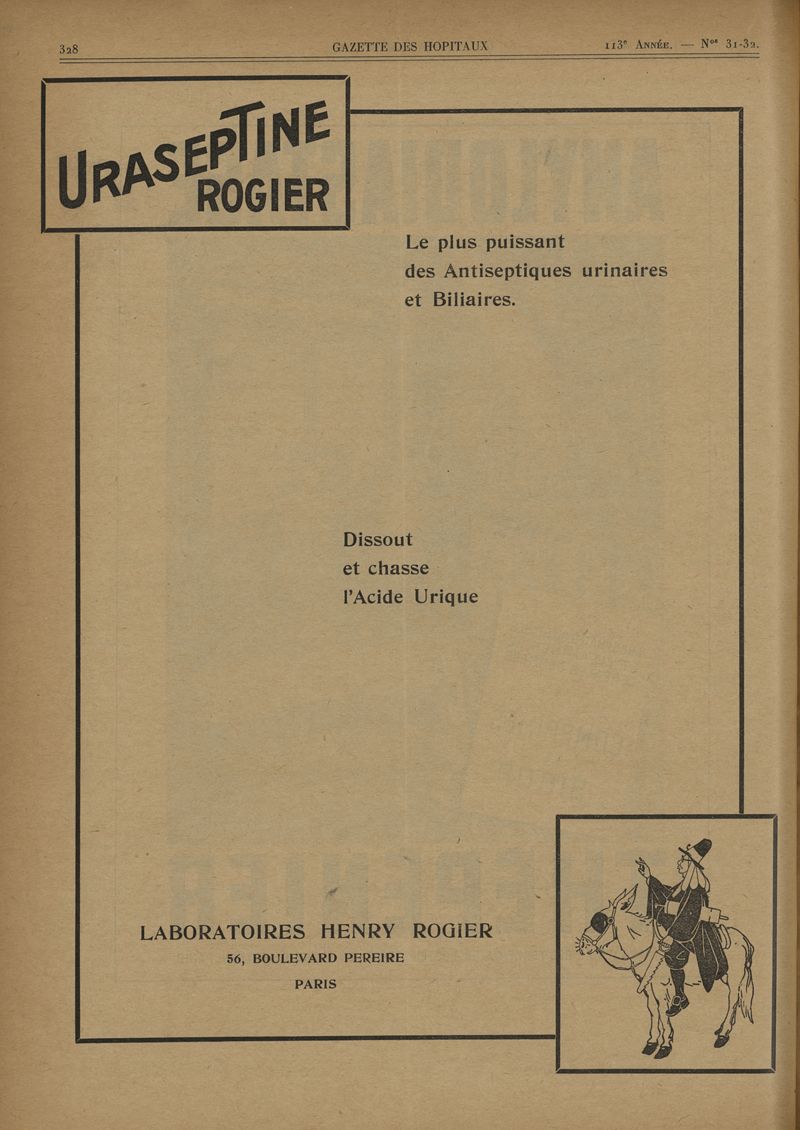 328
GAZETTE DES HOPITAUX
113ᵉ ANNÉE. — Nᵒˢ 31-32.
URASEPTINE
ROGIER
Le plus puissant
des Antiseptiques urinaires
et Biliaires.
Dissout
et chasse
l'Acide Urique
LABORATOIRES HENRY ROGIER
56, BOULEVARD PEREIRE
PARIS